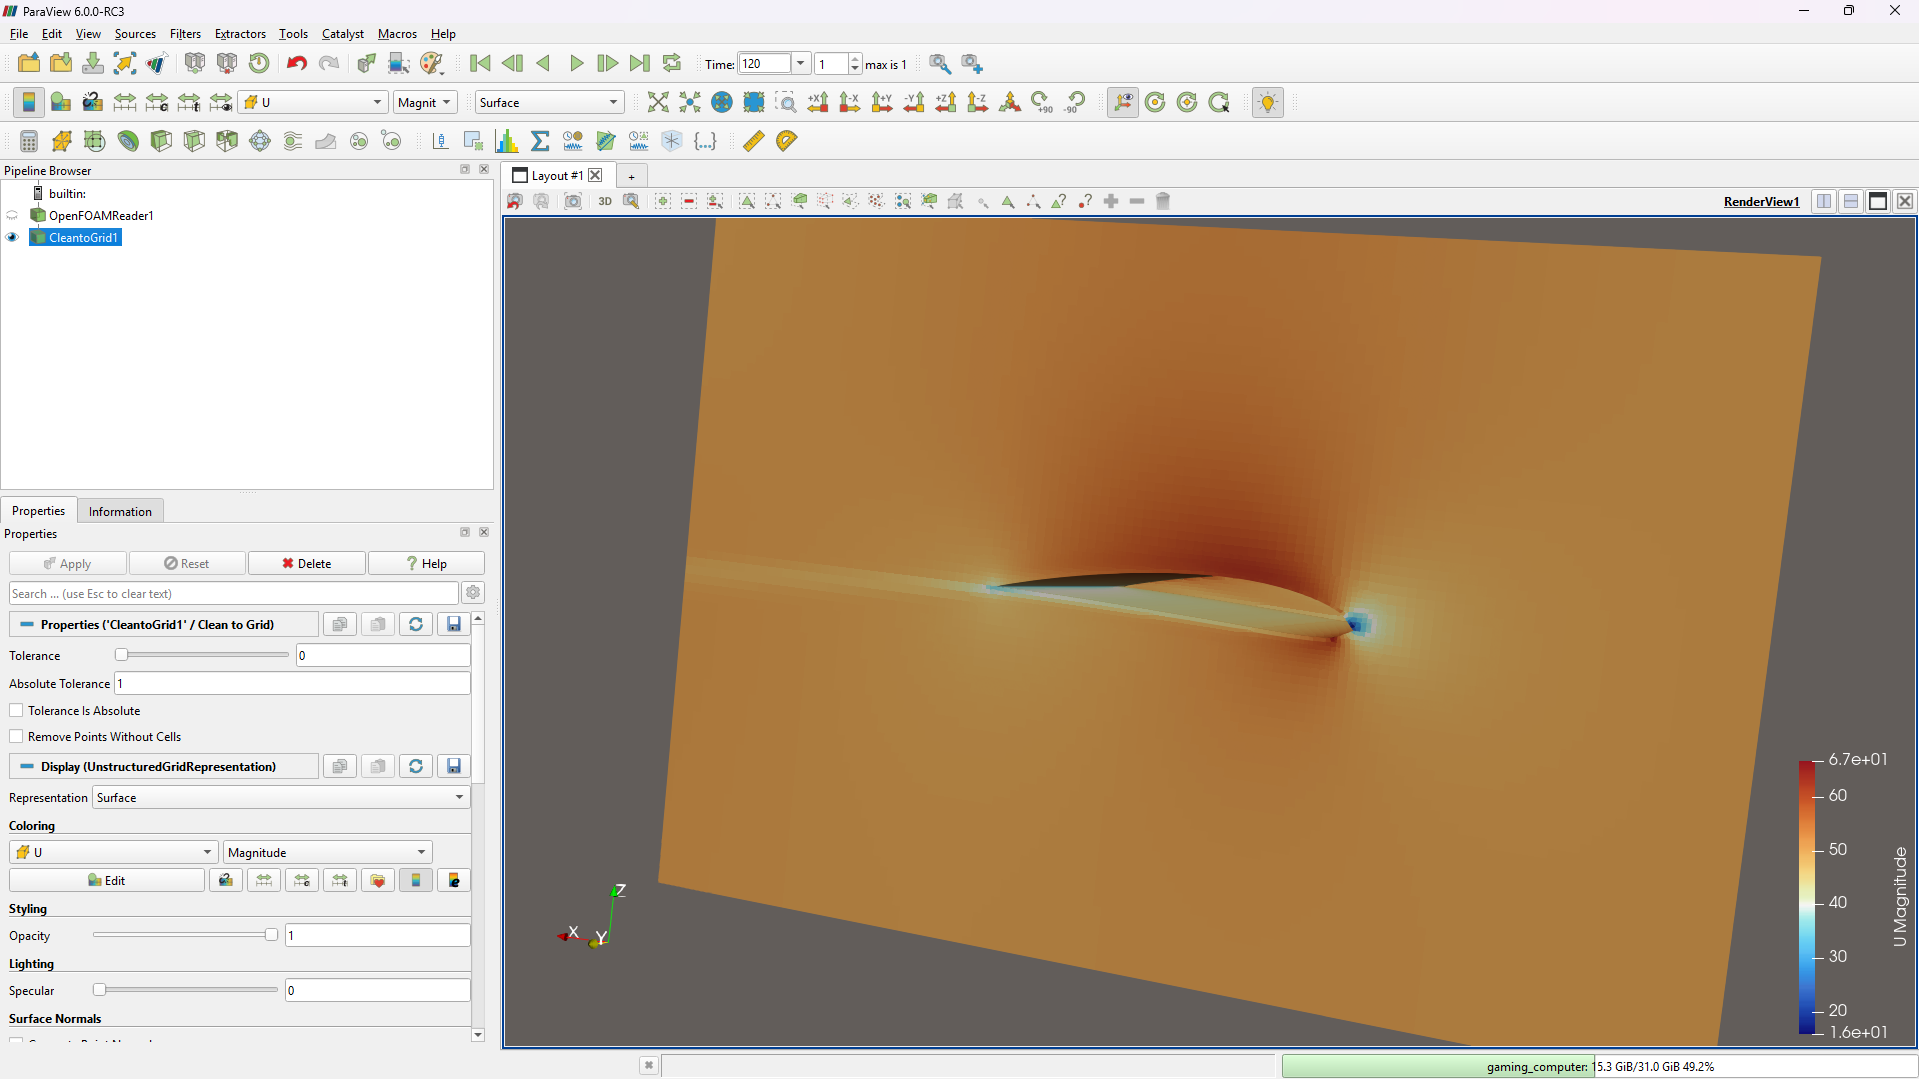 ParaView 6.0.0-RC3
File Edit View Sources Filters Extractors Tools Catalyst Macros Help
Time: 120 1 max is 1
U Magnit Surface +X -X +Y -Y +Z -Z +90 -90
Pipeline Browser
Layout #1 +
builtin:
3D RenderView1
OpenFOAMReader1
CleantoGrid1
Properties Information
Properties
Apply Reset Delete Help
Search ... (use Esc to clear text)
Properties ('CleantoGrid1' / Clean to Grid)
Tolerance 0
Absolute Tolerance 1
Tolerance Is Absolute
Remove Points Without Cells
Display (UnstructuredGridRepresentation)
Representation Surface
Coloring
U Magnitude
Edit
Styling
Opacity 1
Lighting
Specular 0
Surface Normals
Z
X
Y
6.7e+01
60
50
40
30
20
1.6e+01
U Magnitude
gaming_computer: 15.3 GiB/31.0 GiB 49.2%